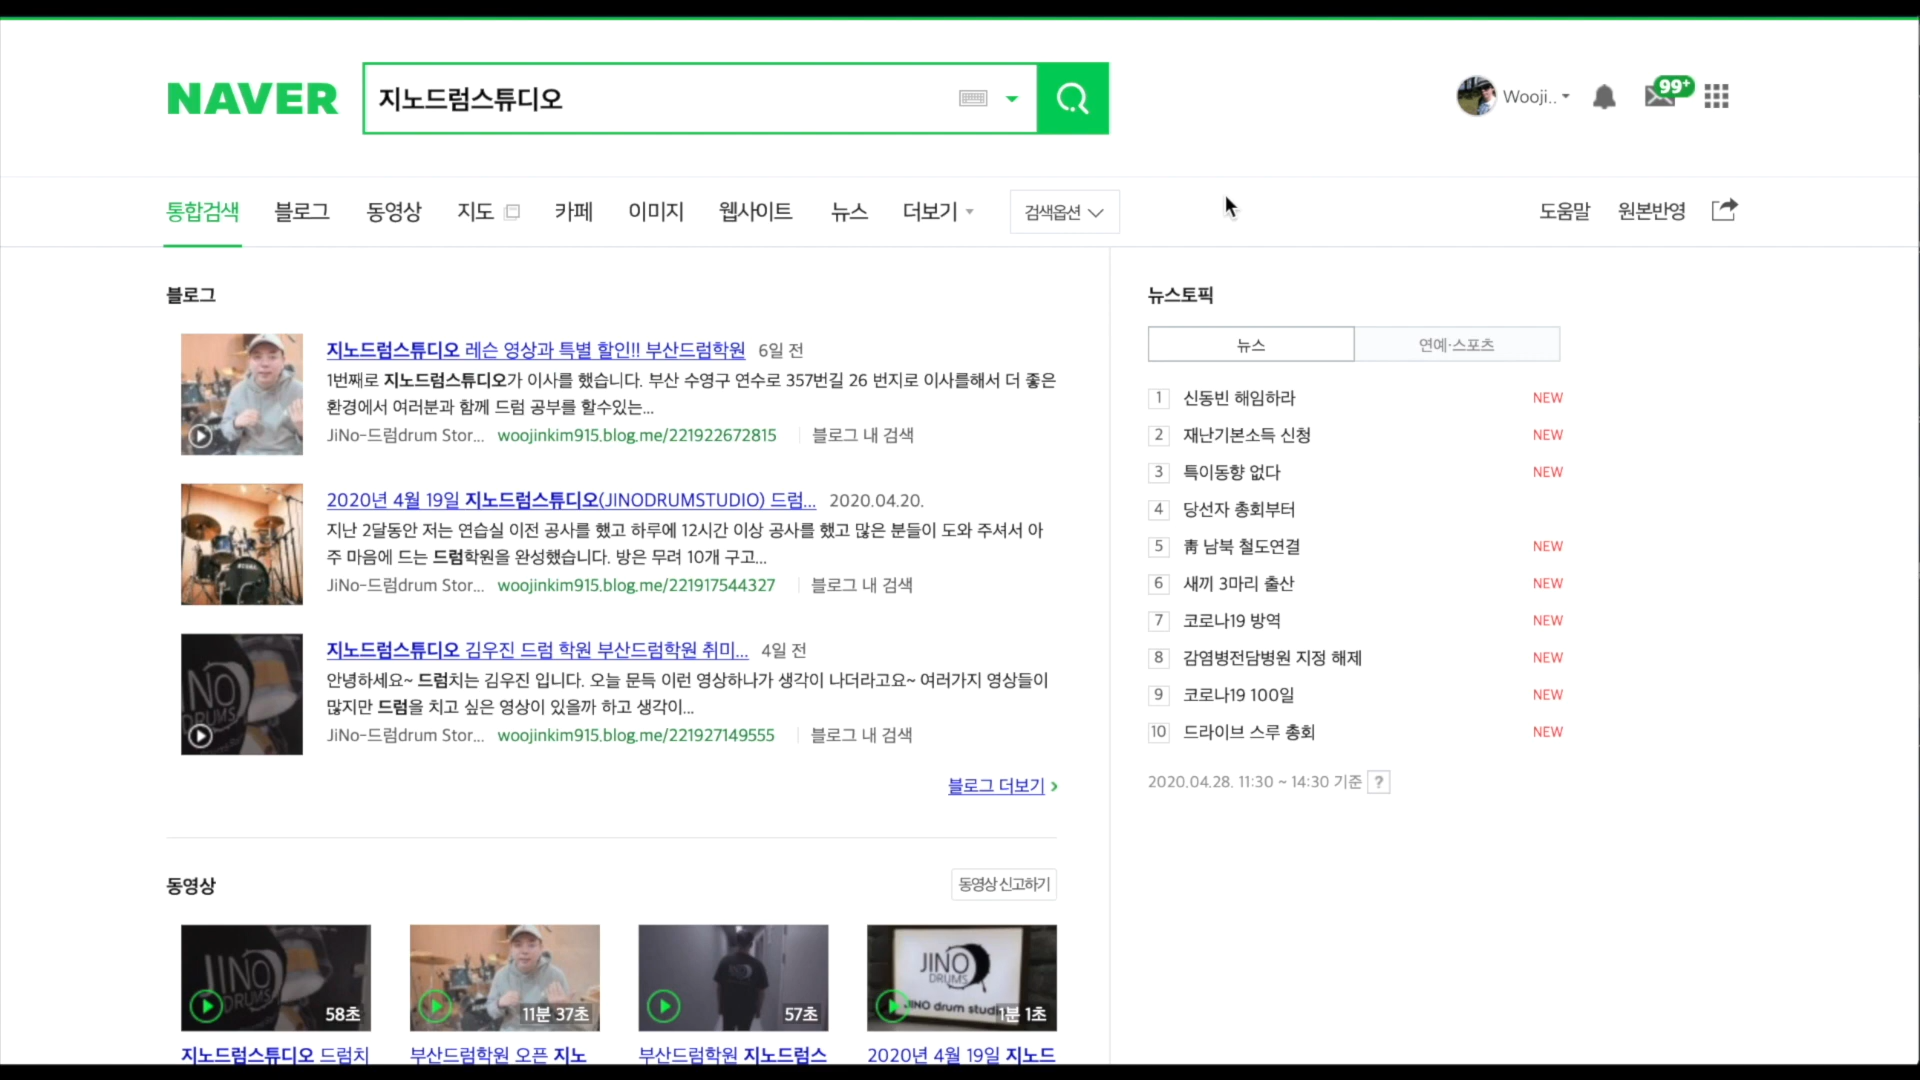 NAVER
지노드럼스튜디오
Wooji..
99+
통합검색 블로그 동영상 지도 카페 이미지 웹사이트 뉴스 더보기 검색옵션 도움말 원본반영
블로그
지노드럼스튜디오 레슨 영상과 특별 할인!! 부산드럼학원 6일 전
1번째로 지노드럼스튜디오가 이사를 했습니다. 부산 수영구 연수로 357번길 26 번지로 이사를해서 더 좋은
환경에서 여러분과 함께 드럼 공부를 할수있는...
JiNo-드럼drum Stor... woojinkim915.blog.me/221922672815 블로그 내 검색
2020년 4월 19일 지노드럼스튜디오(JINODRUMSTUDIO) 드럼... 2020.04.20.
지난 2달동안 저는 연습실 이전 공사를 했고 하루에 12시간 이상 공사를 했고 많은 분들이 도와 주셔서 아
주 마음에 드는 드럼학원을 완성했습니다. 방은 무려 10개 구고...
JiNo-드럼drum Stor... woojinkim915.blog.me/221917544327 블로그 내 검색
NO
DRUMS
지노드럼스튜디오 김우진 드럼 학원 부산드럼학원 취미... 4일 전
안녕하세요~ 드럼치는 김우진 입니다. 오늘 문득 이런 영상하나가 생각이 나더라고요~ 여러가지 영상들이
많지만 드럼을 치고 싶은 영상이 있을까 하고 생각이...
JiNo-드럼drum Stor... woojinkim915.blog.me/221927149555 블로그 내 검색
블로그 더보기
동영상
동영상 신고하기
JINO
DRUMS
58초
11분 37초
57초
JINO
DRUMS
JINO drum studi
1분 1초
지노드럼스튜디오 드럼치
부산드럼학원 오픈 지노
부산드럼학원 지노드럼스
2020년 4월 19일 지노드
뉴스토픽
뉴스 연예·스포츠
1 신동빈 해임하라 NEW
2 재난기본소득 신청 NEW
3 특이동향 없다 NEW
4 당선자 총회부터
5 靑 남북 철도연결 NEW
6 새끼 3마리 출산 NEW
7 코로나19 방역 NEW
8 감염병전담병원 지정 해제 NEW
9 코로나19 100일 NEW
10 드라이브 스루 총회 NEW
2020.04.28. 11:30 ~ 14:30 기준 ?